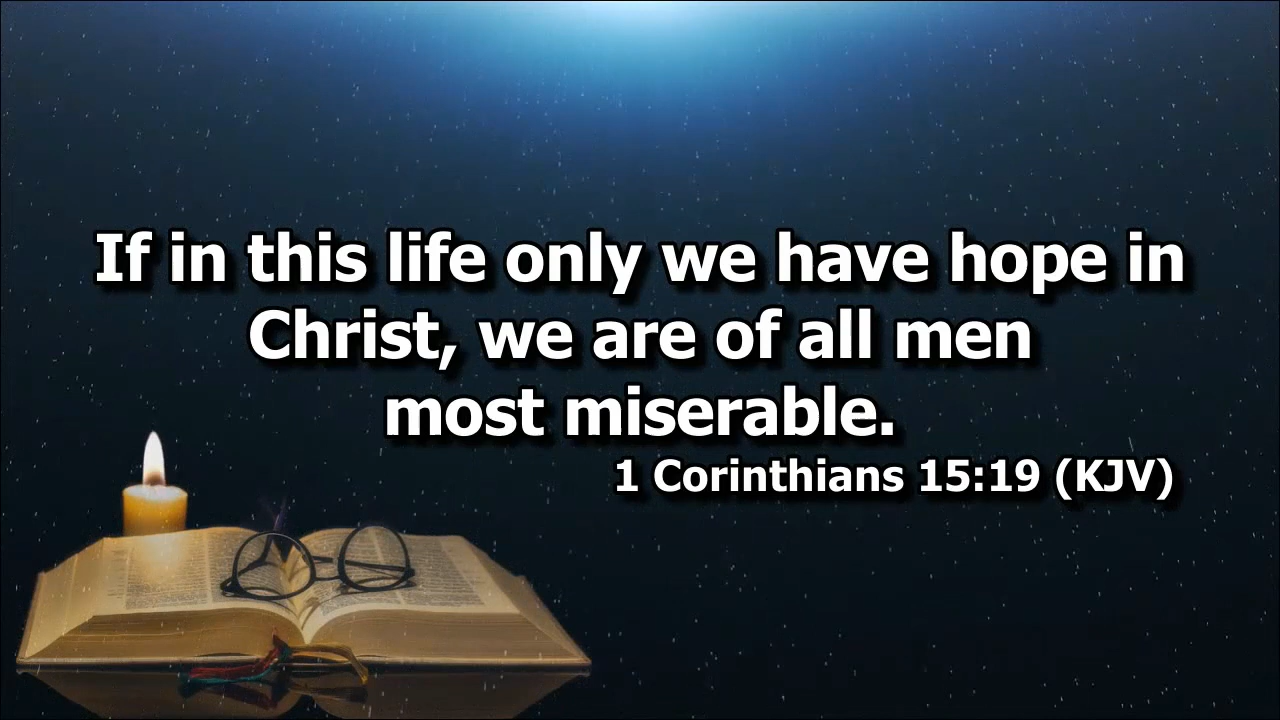 If in this life only we have hope in
Christ, we are of all men
most miserable.
1 Corinthians 15:19 (KJV)